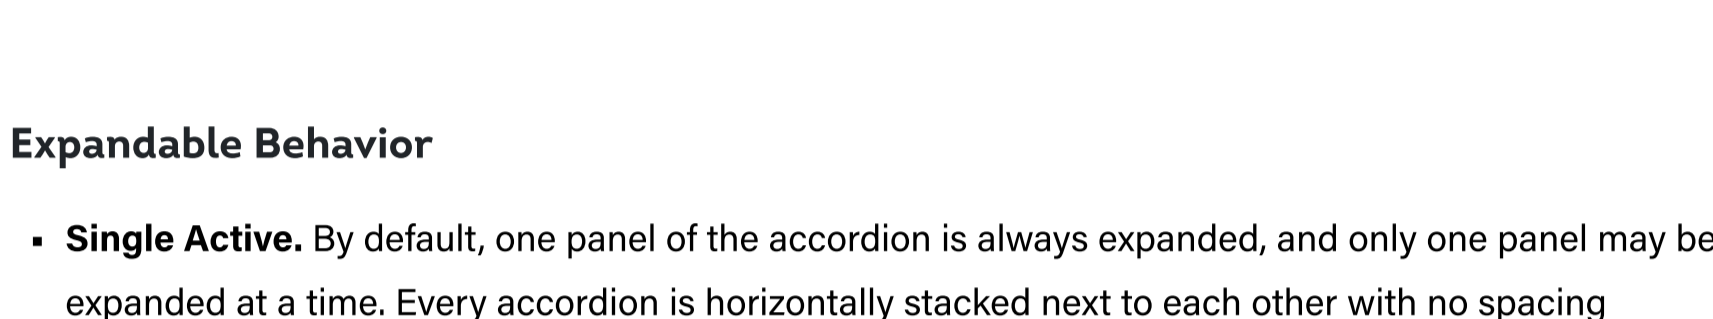 Expandable Behavior
▪ Single Active. By default, one panel of the accordion is always expanded, and only one panel may be
expanded at a time. Every accordion is horizontally stacked next to each other with no spacing